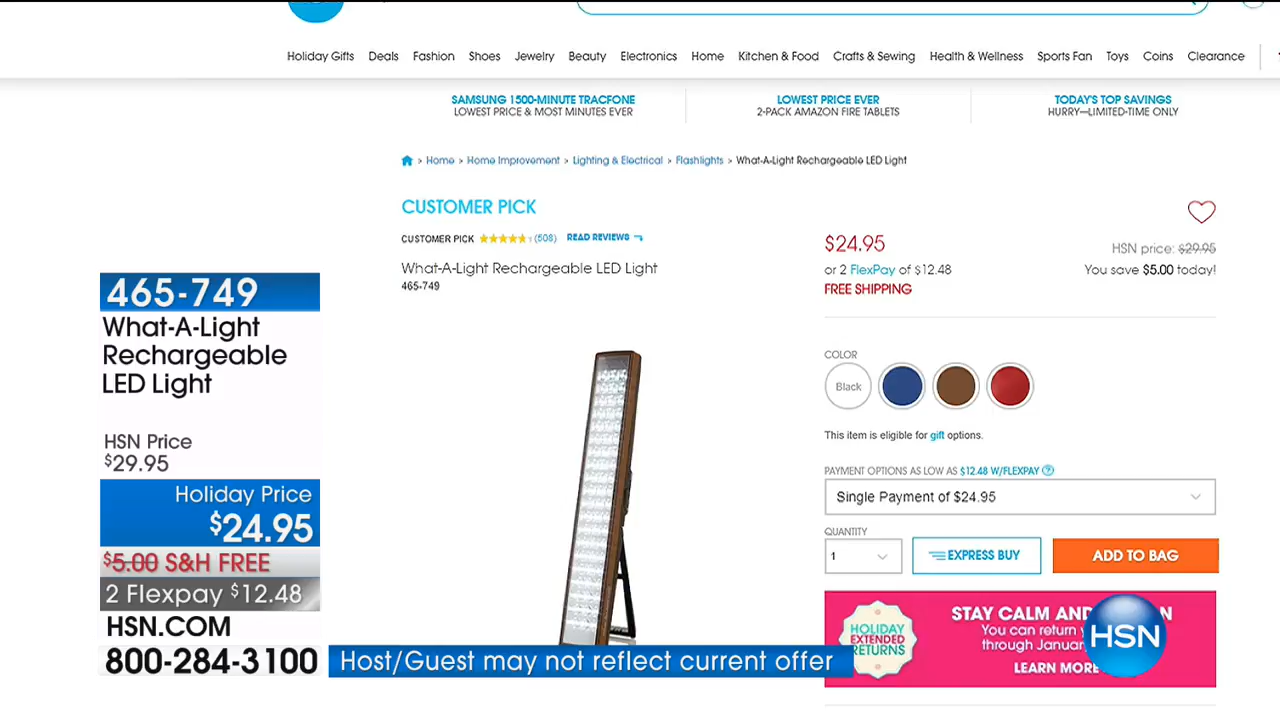 Holiday Gifts Deals Fashion Shoes Jewelry Beauty Electronics Home Kitchen & Food Crafts & Sewing Health & Wellness Sports Fan Toys Coins Clearance
SAMSUNG 1500-MINUTE TRACFONE
LOWEST PRICE & MOST MINUTES EVER
LOWEST PRICE EVER
2-PACK AMAZON FIRE TABLETS
TODAY'S TOP SAVINGS
HURRY—LIMITED-TIME ONLY
> Home > Home Improvement > Lighting & Electrical > Flashlights > What-A-Light Rechargeable LED Light
CUSTOMER PICK
CUSTOMER PICK (508) READ REVIEWS
What-A-Light Rechargeable LED Light
465-749
$24.95
or 2 FlexPay of $12.48
FREE SHIPPING
HSN price: $29.95
You save $5.00 today!
COLOR
Black
This item is eligible for gift options.
PAYMENT OPTIONS AS LOW AS $12.48 W/FLEXPAY ?
Single Payment of $24.95
QUANTITY
1
EXPRESS BUY
ADD TO BAG
HOLIDAY
EXTENDED
RETURNS
STAY CALM AND
You can return
through
LEARN MORE
HSN
465-749
What-A-Light
Rechargeable
LED Light
HSN Price
$29.95
Holiday Price
$24.95
$5.00 S&H FREE
2 Flexpay $12.48
HSN.COM
800-284-3100
Host/Guest may not reflect current offer